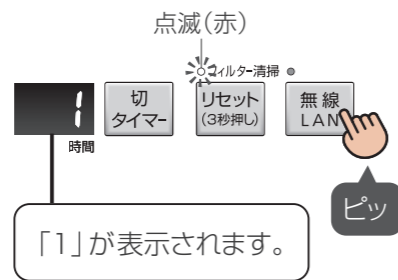 点滅(赤)
フィルター清掃
1
時間
切
タイマー
リセット
(3秒押し)
無線
LAN
ピッ
「1」が表示されます。